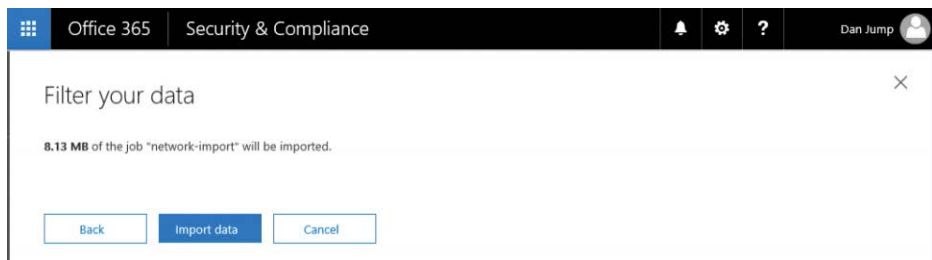 Office 365 Security & Compliance ? Dan Jump
Filter your data
8.13 MB of the job "network-import" will be imported.
Back Import data Cancel